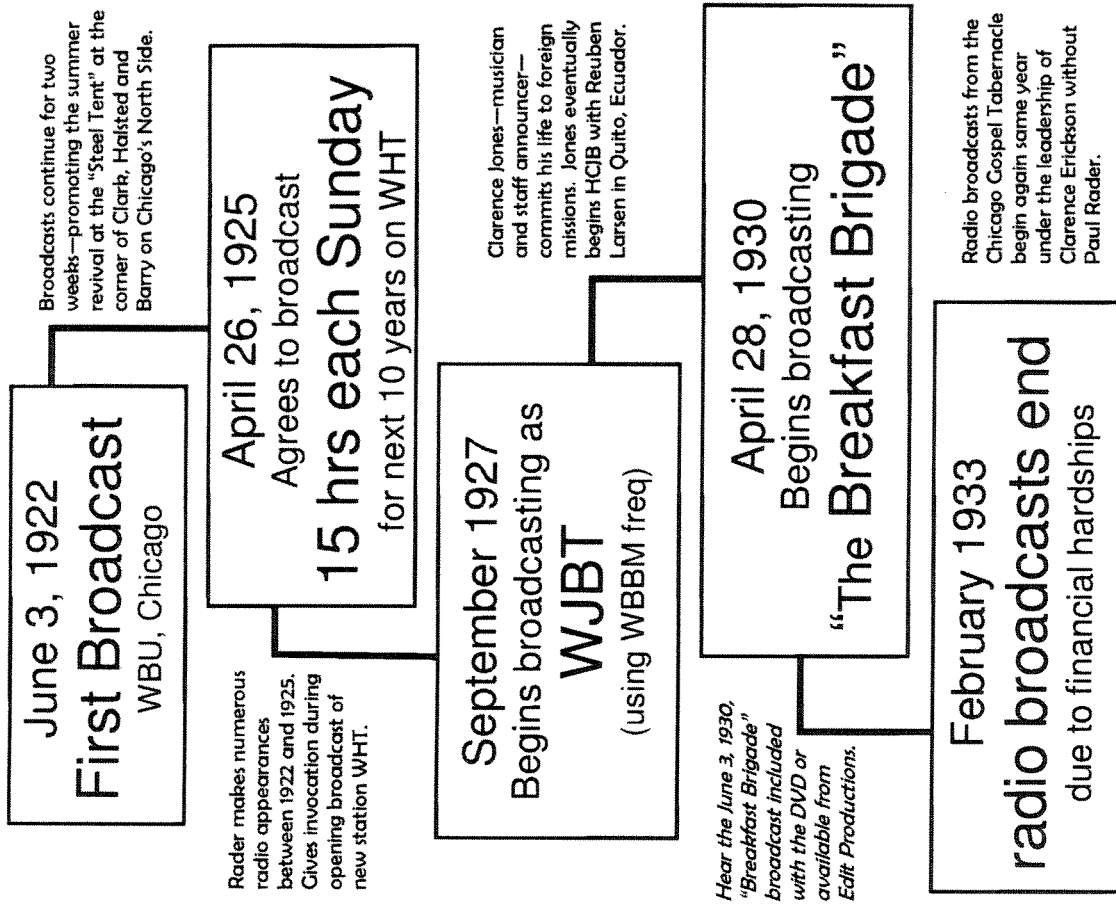 June 3, 1922
First Broadcast
WBU, Chicago
Broadcasts continue for two
weeks—promoting the summer
revival at the "Steel Tent" at the
corner of Clark, Halsted and
Barry on Chicago's North Side.
Rader makes numerous
radio appearances
between 1922 and 1925.
Gives invocation during
opening broadcast of
new station WHT.
April 26, 1925
Agrees to broadcast
15 hrs each Sunday
for next 10 years on WHT
September 1927
Begins broadcasting as
WJBT
(using WBBM freq)
Clarence Jones—musician
and staff announcer—
commits his life to foreign
missions. Jones eventually
begins HCJB with Reuben
Larsen in Quito, Ecuador.
Hear the June 3, 1930,
"Breakfast Brigade"
broadcast included
with the DVD or
available from
Edit Productions.
April 28, 1930
Begins broadcasting
“The Breakfast Brigade”
February 1933
radio broadcasts end
due to financial hardships
Radio broadcasts from the
Chicago Gospel Tabernacle
begin again same year
under the leadership of
Clarence Erickson without
Paul Rader.